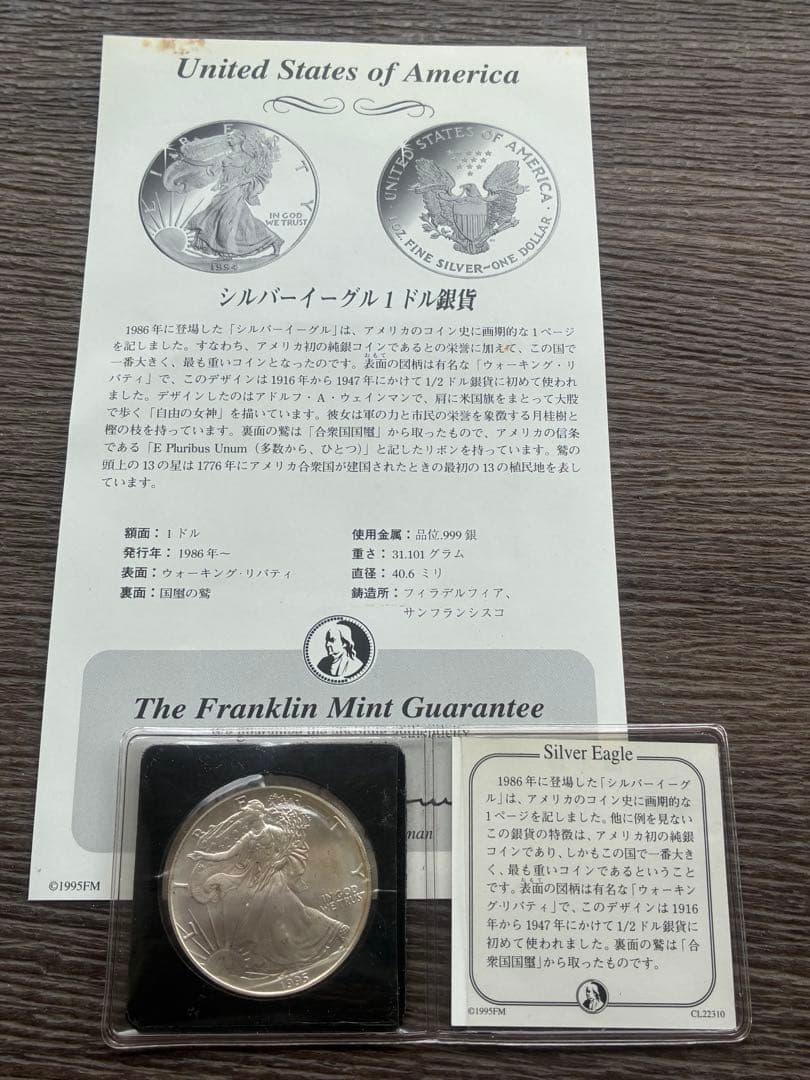 United States of America
LIBERTY
IN GOD
WE TRUST
UNITED STATES OF AMERICA
1 OZ. FINE SILVER~ONE DOLLAR
シルバーイーグル1ドル銀貨
1986年に登場した「シルバーイーグル」は、アメリカのコイン史に画期的な1ページ
を記しました。すなわち、アメリカ初の純銀コインであるとの栄誉に加えて、この国で
一番大きく、最も重いコインとなったのです。表面の図柄は有名な「ウォーキング・リ
バティ」で、このデザインは1916年から1947年にかけて1/2ドル銀貨に初めて使われ
ました。デザインしたのはアドルフ・A・ウェインマンで、肩に米国旗をまとって大股
で歩く「自由の女神」を描いています。彼女は軍の力と市民の栄誉を象徴する月桂樹と
樫の枝を持っています。裏面の鷲は「合衆国国璽」から取ったもので、アメリカの信条
である「E Pluribus Unum（多数から、ひとつ）」と記したリボンを持っています。鷲の
頭上の13の星は1776年にアメリカ合衆国が建国されたときの最初の13の植民地を表し
ています。
額面：1ドル
発行年：1986年〜
表面：ウォーキング・リバティ
裏面：国璽の鷲
使用金属：品位.999銀
重さ：31.101グラム
直径：40.6ミリ
鋳造所：フィラデルフィア、
サンフランシスコ
The Franklin Mint Guarantee
We guarantee the absolute authenticity
man
©1995FM
LIBERTY
IN GOD
WE TRUST
1995
Silver Eagle
1986年に登場した「シルバーイーグ
ル」は、アメリカのコイン史に画期的な
1ページを記しました。他に例を見ない
この銀貨の特徴は、アメリカ初の純銀
コインであり、しかもこの国で一番大き
く、最も重いコインであるということ
です。表面の図柄は有名な「ウォーキン
グ・リバティ」で、このデザインは1916
年から1947年にかけて1/2ドル銀貨に
初めて使われました。裏面の鷲は「合
衆国国璽」から取ったものです。
©1995FM
CL22310